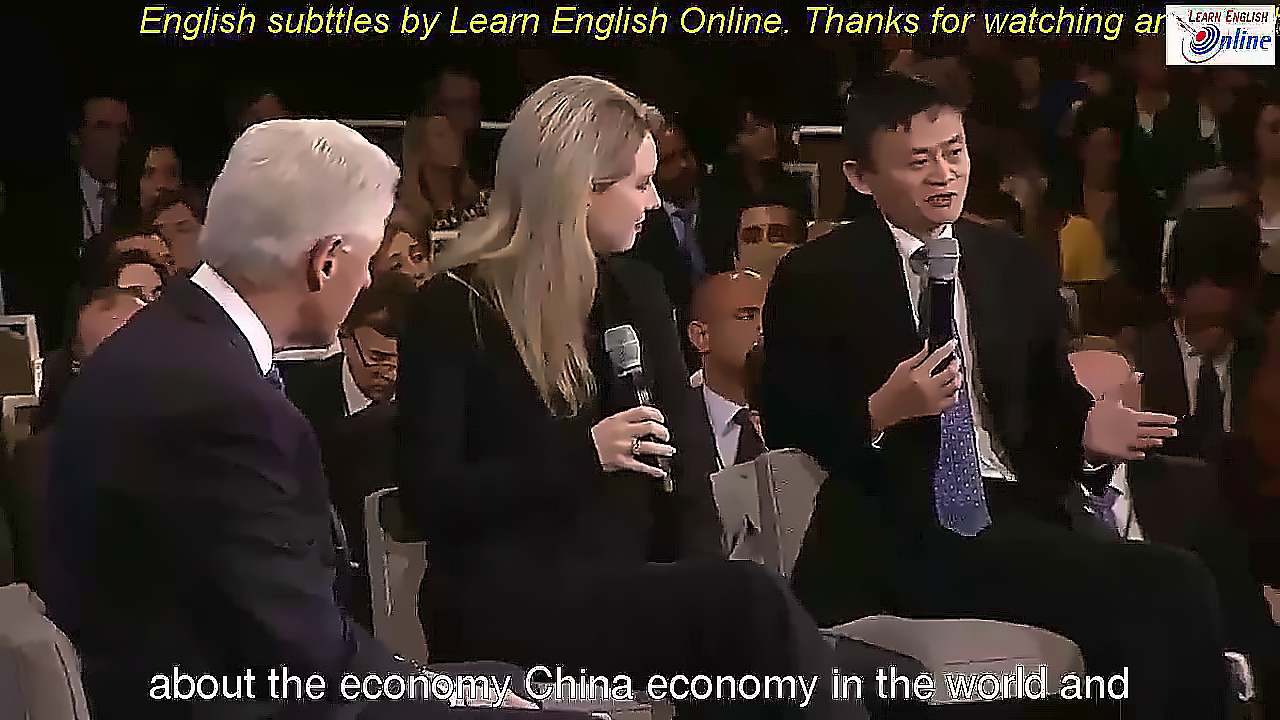 English subttles by Learn English Online. Thanks for watching an
LEARN ENGLISH
Online
about the economy China economy in the world and